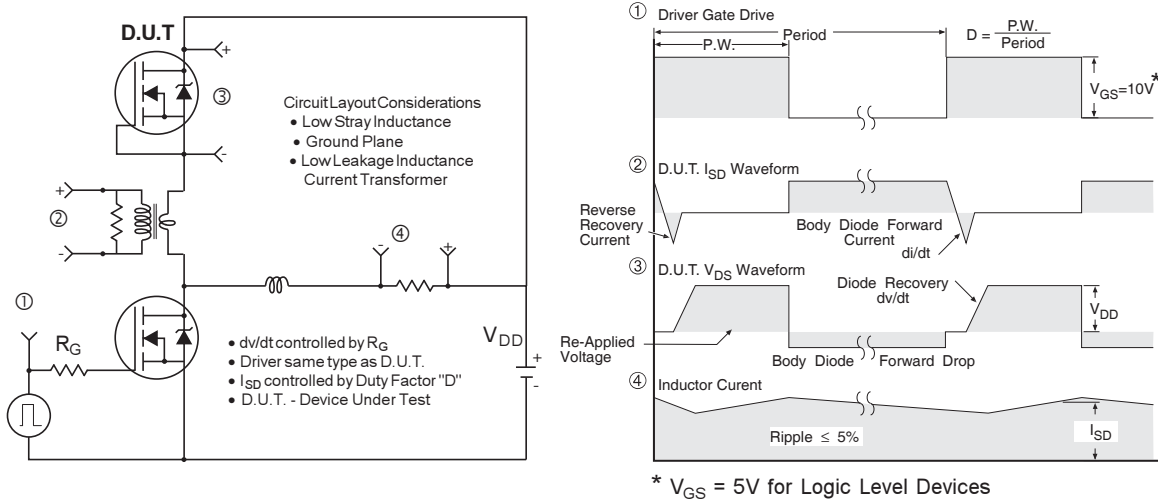 D.U.T
+
③
-
Circuit Layout Considerations
• Low Stray Inductance
• Ground Plane
• Low Leakage Inductance
Current Transformer
+
②
-
④
- +
①
R_G
• dv/dt controlled by R_G
• Driver same type as D.U.T.
• I_SD controlled by Duty Factor "D"
• D.U.T. - Device Under Test
V_DD
+
-
① Driver Gate Drive
Period
P.W.
D = P.W. / Period
V_GS=10V*
② D.U.T. I_SD Waveform
Reverse
Recovery
Current
Body Diode Forward
Current
di/dt
③ D.U.T. V_DS Waveform
Diode Recovery
dv/dt
V_DD
Re-Applied
Voltage
Body Diode Forward Drop
④ Inductor Curent
Ripple ≤ 5%
I_SD
* V_GS = 5V for Logic Level Devices